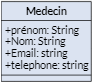 Medecin
+prénom: String
+Nom: String
+Email: string
+telephone: string